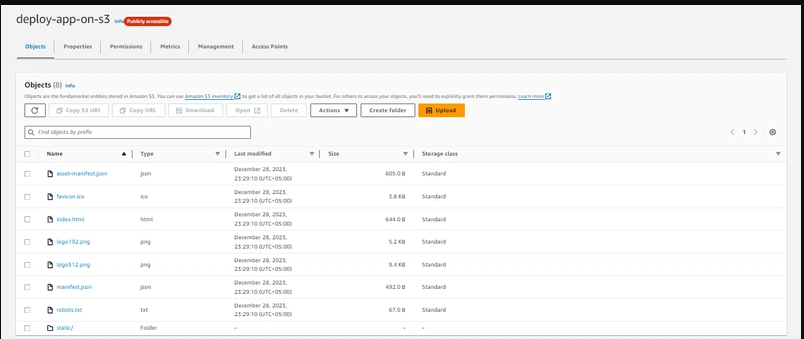 deploy-app-on-s3 Info Publicly accessible
Objects Properties Permissions Metrics Management Access Points
Objects (8) Info
Objects are the fundamental entities stored in Amazon S3. You can use Amazon S3 inventory to get a list of all objects in your bucket. For others to access your objects, you'll need to explicitly grant them permissions. Learn more
Copy S3 URI Copy URL Download Open Delete Actions Create folder Upload
Find objects by prefix 1
Name Type Last modified Size Storage class
asset-manifest.json json December 28, 2023, 23:29:10 (UTC+05:00) 605.0 B Standard
favicon.ico ico December 28, 2023, 23:29:10 (UTC+05:00) 3.8 KB Standard
index.html html December 28, 2023, 23:29:10 (UTC+05:00) 644.0 B Standard
logo192.png png December 28, 2023, 23:29:10 (UTC+05:00) 5.2 KB Standard
logo512.png png December 28, 2023, 23:29:10 (UTC+05:00) 9.4 KB Standard
manifest.json json December 28, 2023, 23:29:10 (UTC+05:00) 492.0 B Standard
robots.txt txt December 28, 2023, 23:29:10 (UTC+05:00) 67.0 B Standard
static/ Folder - - -